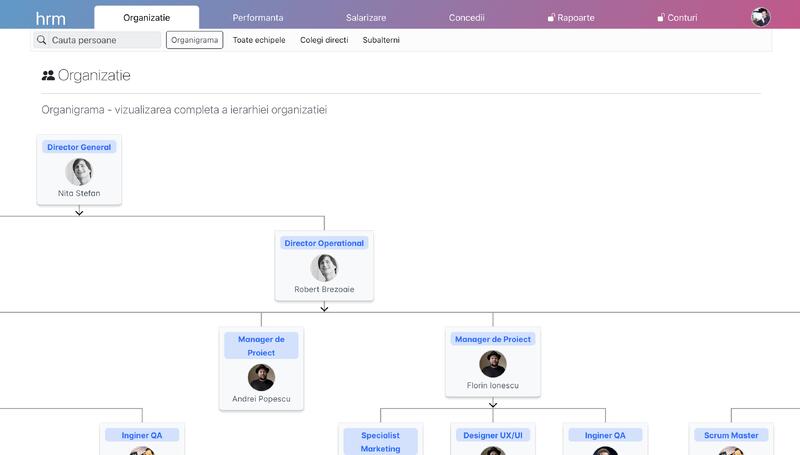 hrm
Organizatie
Performanta
Salarizare
Concedii
Rapoarte
Conturi
Cauta persoane
Organigrama
Toate echipele
Colegi directi
Subalterni
Organizatie
Organigrama - vizualizarea completa a ierarhiei organizatiei
Director General
Nita Stefan
Director Operational
Robert Brezoaie
Manager de
Proiect
Andrei Popescu
Manager de Proiect
Florin Ionescu
Inginer QA
Specialist
Marketing
Designer UX/UI
Inginer QA
Scrum Master